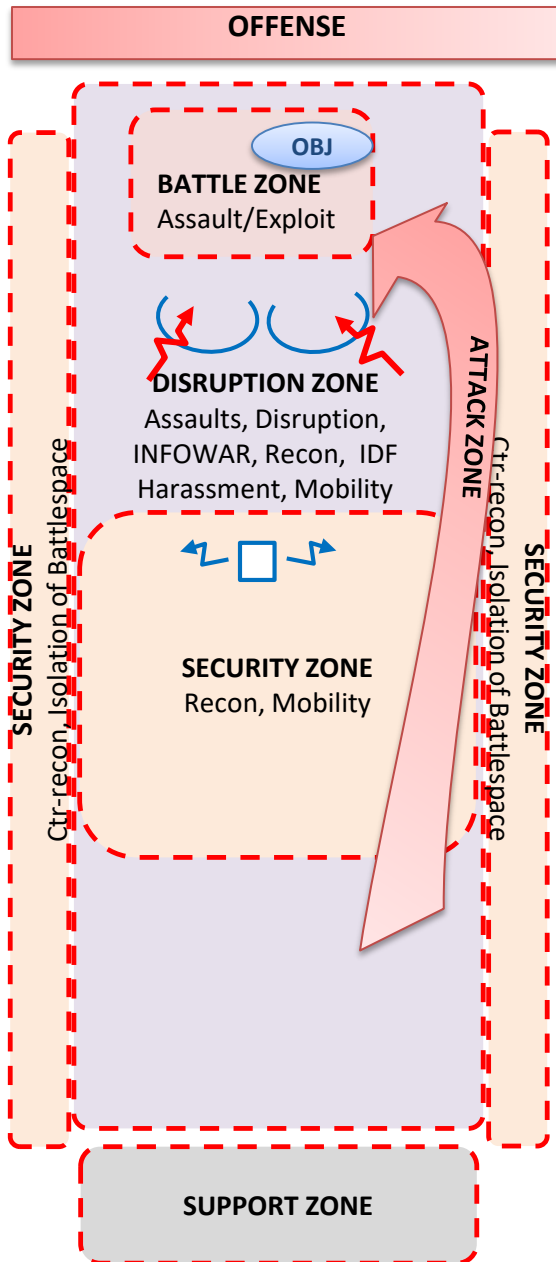 OFFENSE
OBJ
BATTLE ZONE
Assault/Exploit
DISRUPTION ZONE
Assaults, Disruption,
INFOWAR, Recon, IDF
Harassment, Mobility
ATTACK ZONE
SECURITY ZONE
Ctr-recon, Isolation of Battlespace
SECURITY ZONE
Recon, Mobility
Ctr-recon, Isolation of Battlespace
SECURITY ZONE
SUPPORT ZONE